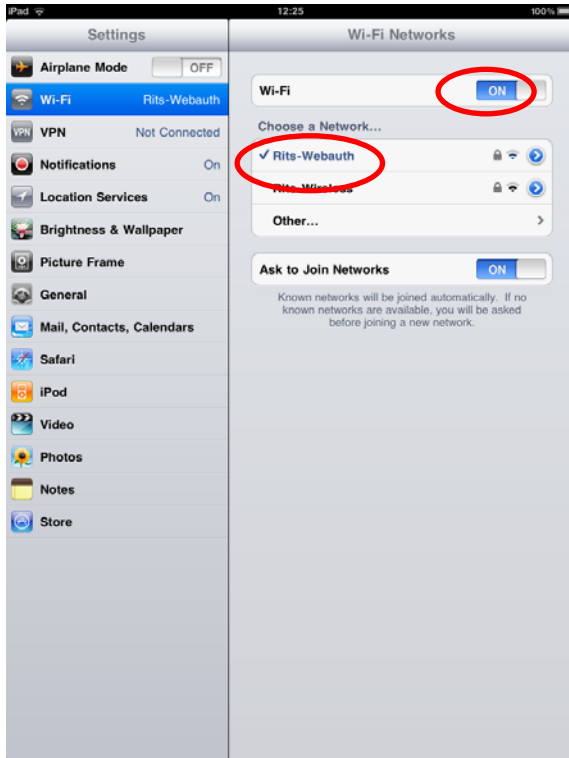 iPad 12:25 100%
Settings
Airplane Mode OFF
Wi-Fi Rits-Webauth
VPN VPN Not Connected
Notifications On
Location Services On
Brightness & Wallpaper
Picture Frame
General
Mail, Contacts, Calendars
Safari
iPod
Video
Photos
Notes
Store
Wi-Fi Networks
Wi-Fi ON
Choose a Network...
✓ Rits-Webauth
Rits-Wireless
Other...
Ask to Join Networks ON
Known networks will be joined automatically. If no
known networks are available, you will be asked
before joining a new network.